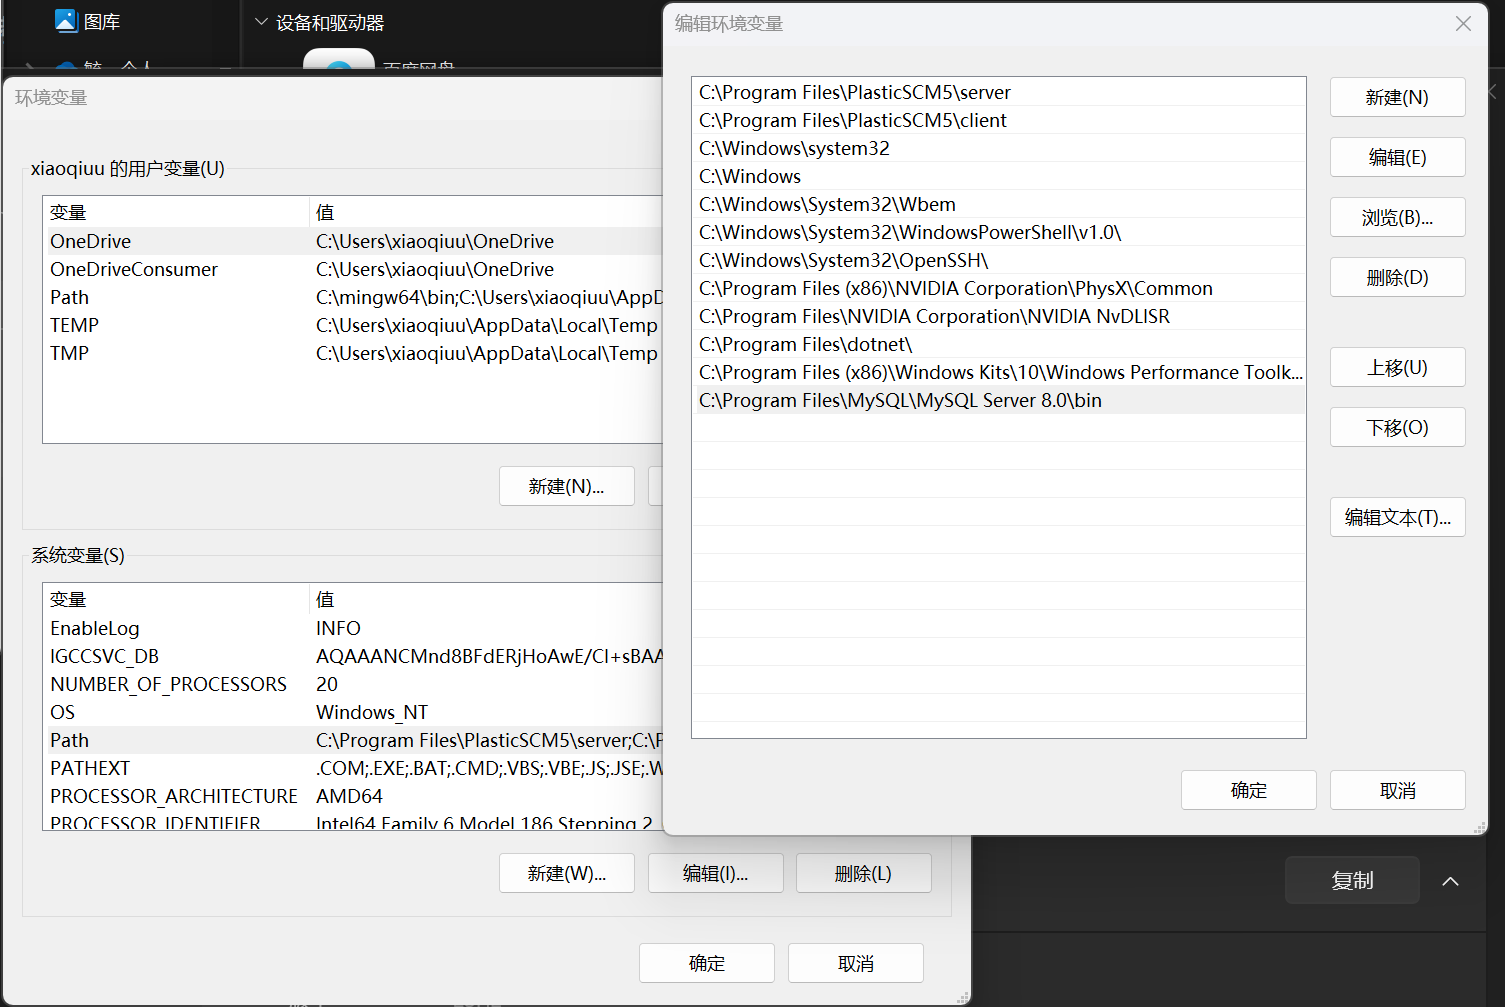 图库
设备和驱动器
环境变量
xiaoqiuu 的用户变量(U)
变量 值
OneDrive C:\Users\xiaoqiuu\OneDrive
OneDriveConsumer C:\Users\xiaoqiuu\OneDrive
Path C:\mingw64\bin;C:\Users\xiaoqiuu\AppD
TEMP C:\Users\xiaoqiuu\AppData\Local\Temp
TMP C:\Users\xiaoqiuu\AppData\Local\Temp
新建(N)...
系统变量(S)
变量 值
EnableLog INFO
IGCCSVC_DB AQAAANCMnd8BFdERjHoAwE/Cl+sBAA
NUMBER_OF_PROCESSORS 20
OS Windows_NT
Path C:\Program Files\PlasticSCM5\server;C:\P
PATHEXT .COM;.EXE;.BAT;.CMD;.VBS;.VBE;.JS;.JSE;.W
PROCESSOR_ARCHITECTURE AMD64
PROCESSOR_IDENTIFIER Intel64 Family 6 Model 186 Stepping 2
新建(W)... 编辑(I)... 删除(L)
确定 取消
编辑环境变量
C:\Program Files\PlasticSCM5\server
C:\Program Files\PlasticSCM5\client
C:\Windows\system32
C:\Windows
C:\Windows\System32\Wbem
C:\Windows\System32\WindowsPowerShell\v1.0\
C:\Windows\System32\OpenSSH\
C:\Program Files (x86)\NVIDIA Corporation\PhysX\Common
C:\Program Files\NVIDIA Corporation\NVIDIA NvDLISR
C:\Program Files\dotnet\
C:\Program Files (x86)\Windows Kits\10\Windows Performance Toolk...
C:\Program Files\MySQL\MySQL Server 8.0\bin
新建(N)
编辑(E)
浏览(B)...
删除(D)
上移(U)
下移(O)
编辑文本(T)...
确定 取消
复制